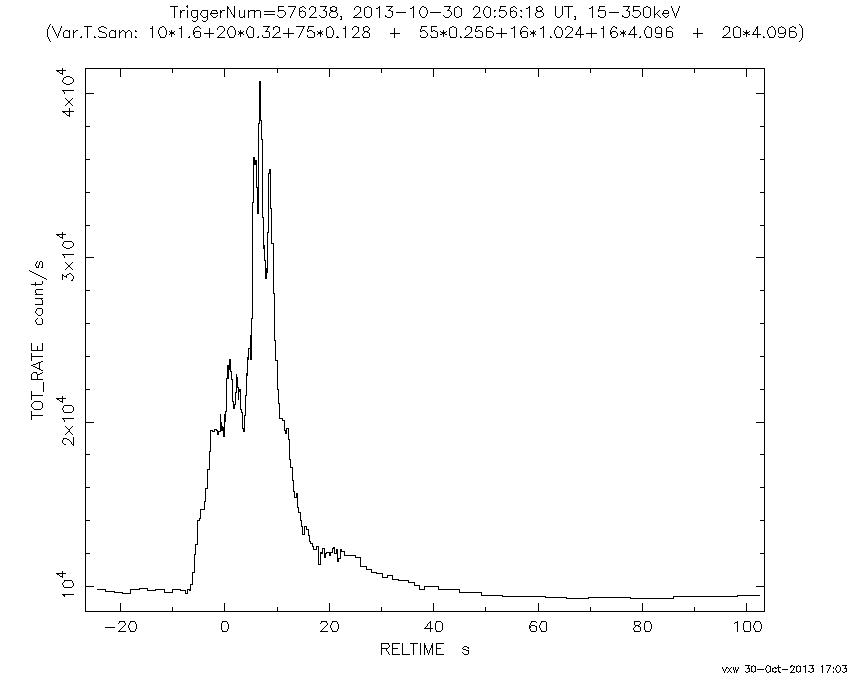 TriggerNum=576238, 2013-10-30 20:56:18 UT, 15-350keV
(Var.T.Sam: 10*1.6+20*0.32+75*0.128 + 55*0.256+16*1.024+16*4.096 + 20*4.096)
4×10⁴
3×10⁴
2×10⁴
10⁴
TOT_RATE count/s
-20 0 20 40 60 80 100
RELTIME s
vxw 30-Oct-2013 17:03